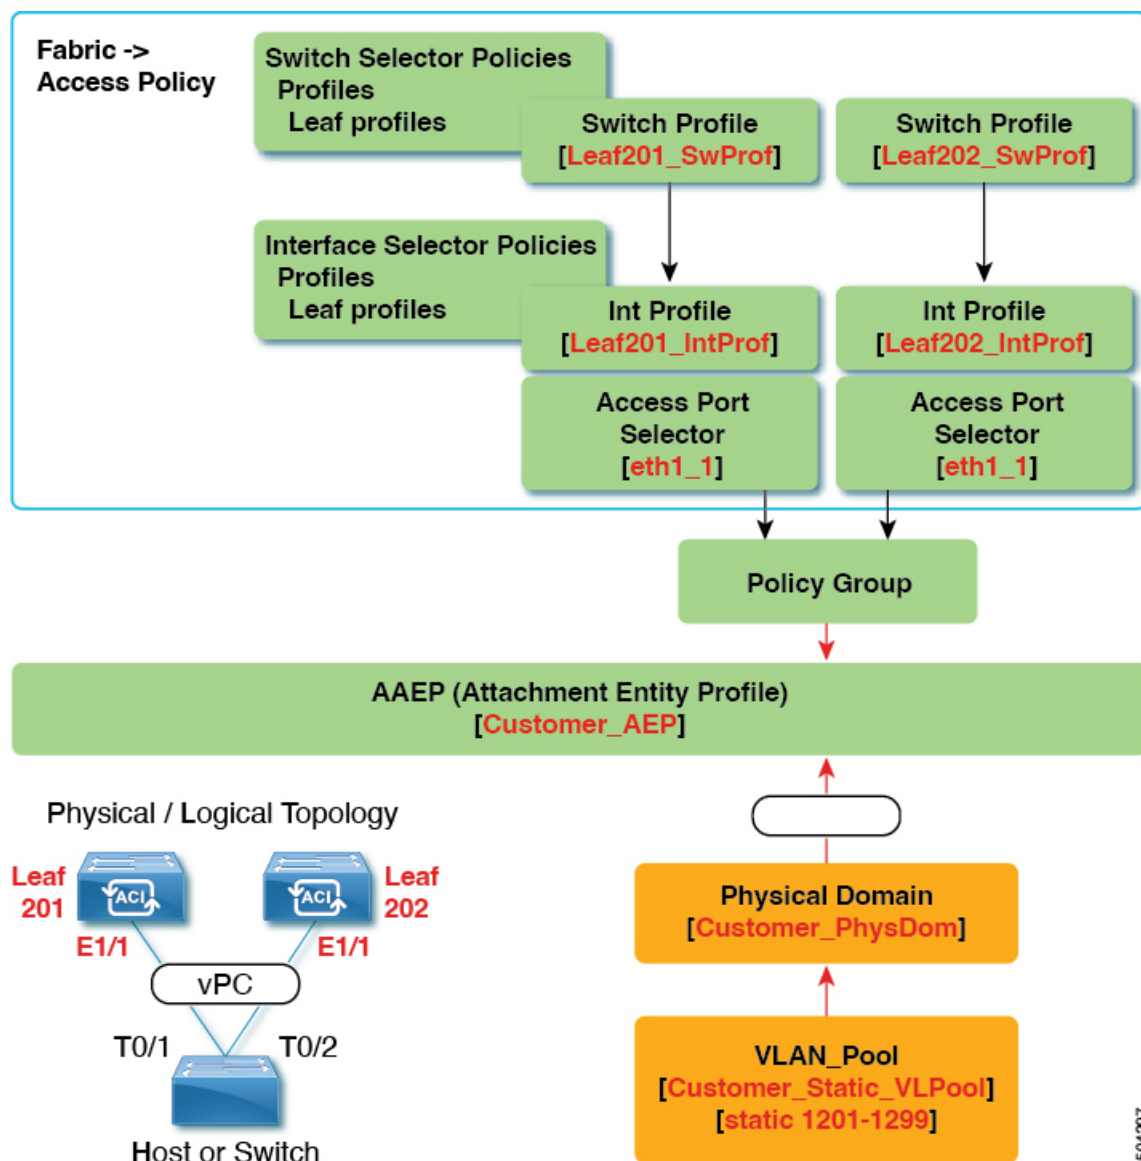 Fabric ->
Access Policy
Switch Selector Policies
Profiles
Leaf profiles
Switch Profile
[Leaf201_SwProf]
Switch Profile
[Leaf202_SwProf]
Interface Selector Policies
Profiles
Leaf profiles
Int Profile
[Leaf201_IntProf]
Int Profile
[Leaf202_IntProf]
Access Port
Selector
[eth1_1]
Access Port
Selector
[eth1_1]
Policy Group
AAEP (Attachment Entity Profile)
[Customer_AEP]
Physical / Logical Topology
Leaf
201
ACI
ACI
Leaf
202
E1/1
E1/1
vPC
T0/1
T0/2
Host or Switch
Physical Domain
[Customer_PhysDom]
VLAN_Pool
[Customer_Static_VLPool]
[static 1201-1299]